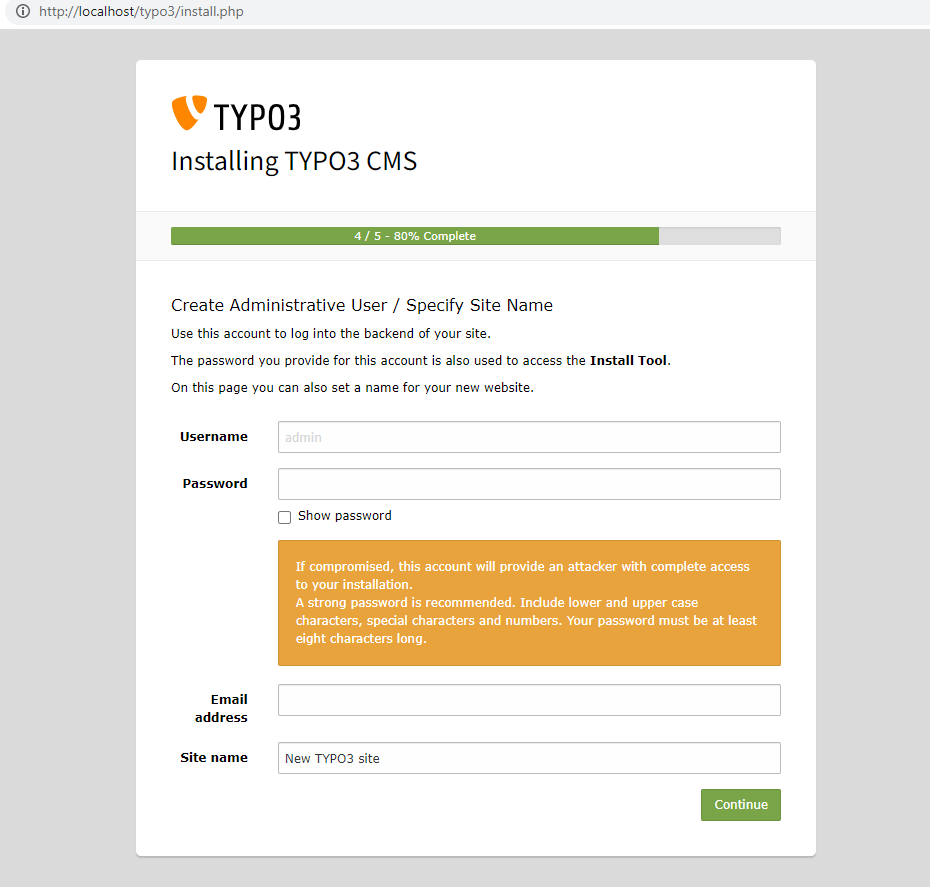 http://localhost/typo3/install.php
TYPO3
Installing TYPO3 CMS
4 / 5 - 80% Complete
Create Administrative User / Specify Site Name
Use this account to log into the backend of your site.
The password you provide for this account is also used to access the Install Tool.
On this page you can also set a name for your new website.
Username
admin
Password
Show password
If compromised, this account will provide an attacker with complete access
to your installation.
A strong password is recommended. Include lower and upper case
characters, special characters and numbers. Your password must be at least
eight characters long.
Email
address
Site name
New TYPO3 site
Continue